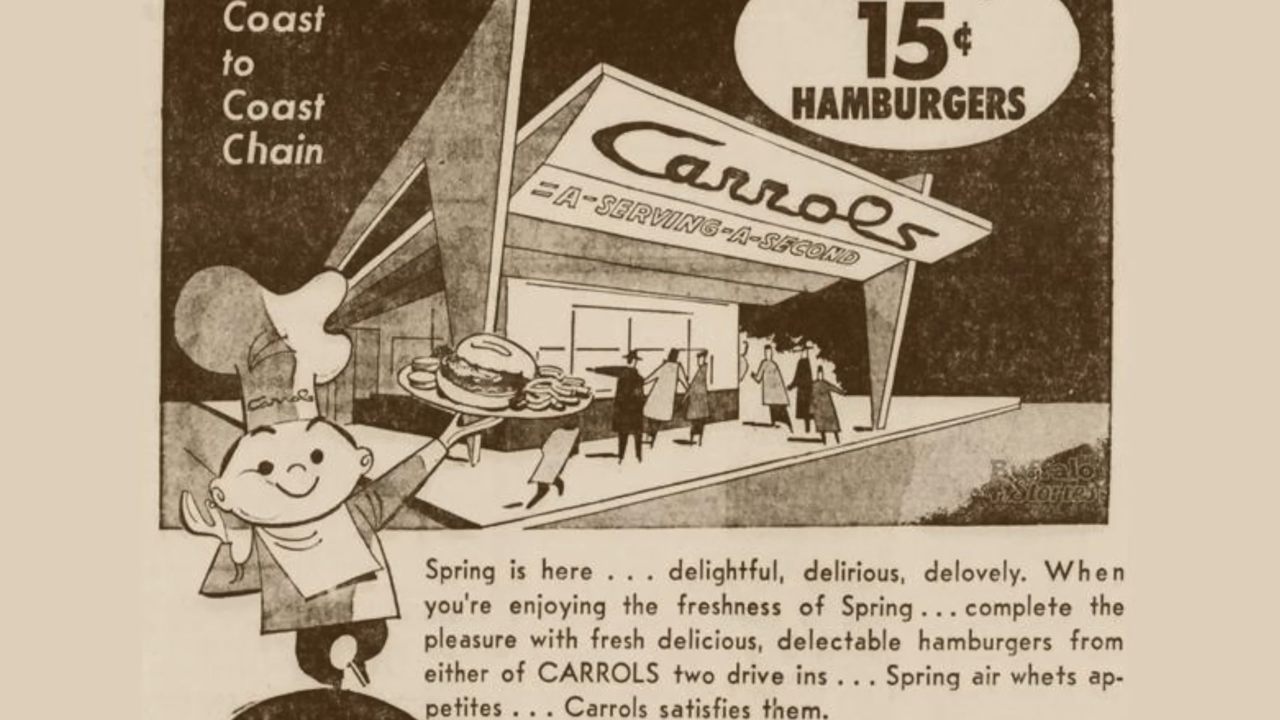 Coast
to
Coast
Chain
15¢
HAMBURGERS
Carrols
=A-SERVING-A-SECOND
Carrols
Buffalo
Stories
Spring is here . . . delightful, delirious, delovely. When
you're enjoying the freshness of Spring . . . complete the
pleasure with fresh delicious, delectable hamburgers from
either of CARROLS two drive ins . . . Spring air whets ap-
petites . . . Carrols satisfies them.